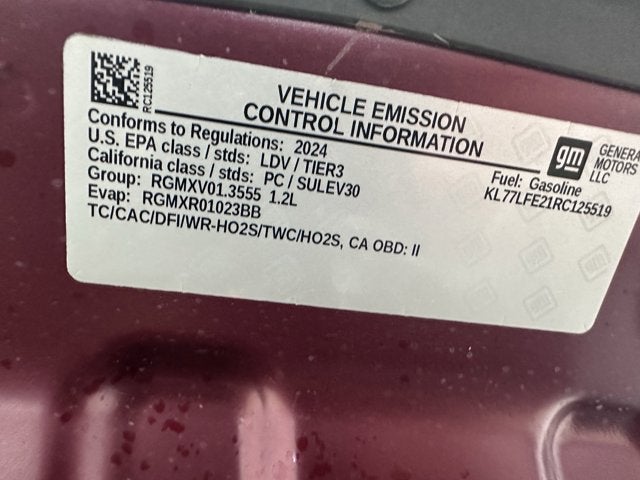 RC125519
VEHICLE EMISSION
CONTROL INFORMATION
Conforms to Regulations: 2024
U.S. EPA class / stds: LDV / TIER3
California class / stds: PC / SULEV30
Group: RGMXV01.3555 1.2L
Evap: RGMXR01023BB
TC/CAC/DFI/WR-HO2S/TWC/HO2S, CA OBD: II
gm
GENERA
MOTORS
LLC
Fuel: Gasoline
KL77LFE21RC125519